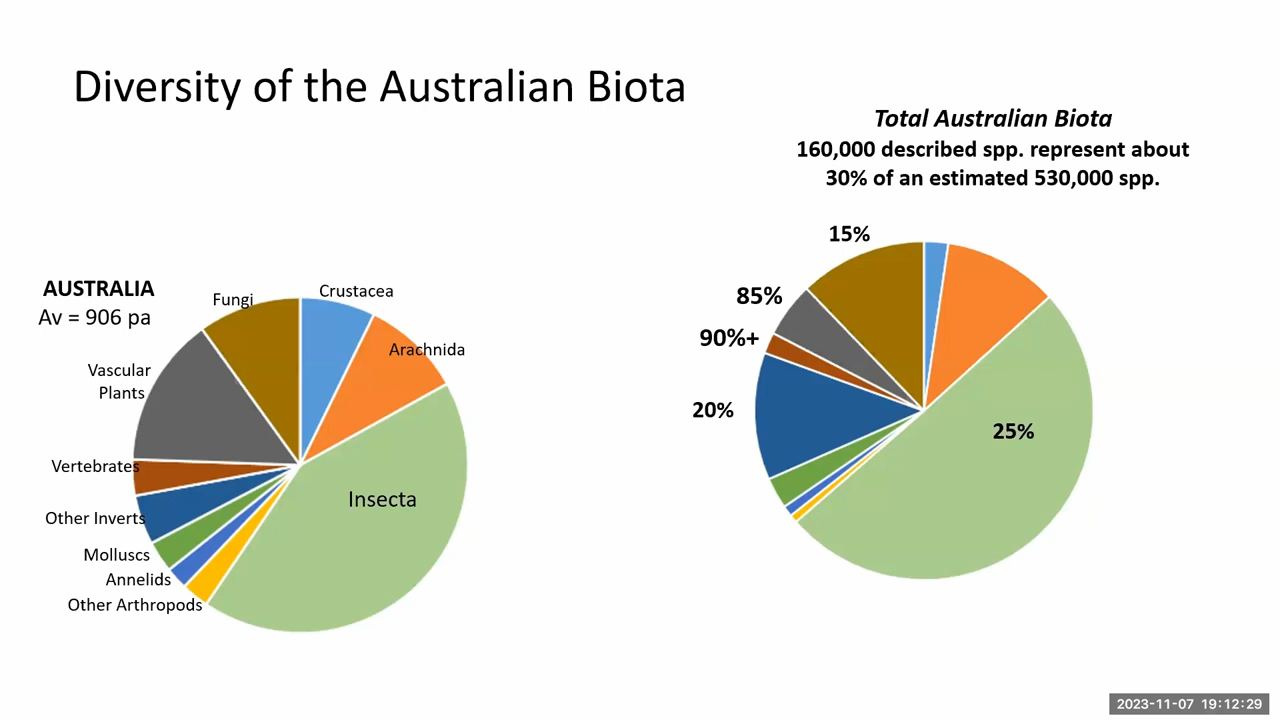 Diversity of the Australian Biota
Total Australian Biota
160,000 described spp. represent about
30% of an estimated 530,000 spp.
AUSTRALIA
Av = 906 pa
Fungi
Crustacea
Arachnida
Vascular
Plants
Vertebrates
Insecta
Other Inverts
Molluscs
Annelids
Other Arthropods
15%
85%
90%+
20%
25%
2023-11-07 19:12:29